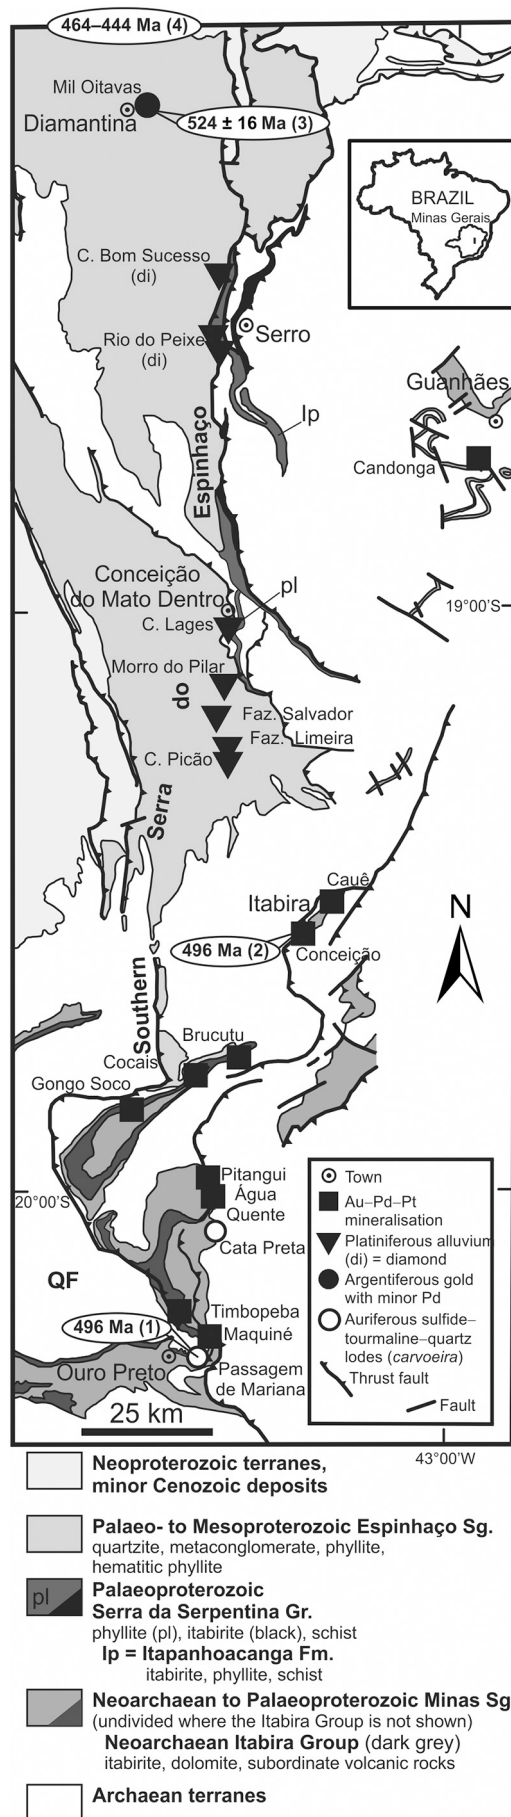 464–444 Ma (4)
Mil Oitavas
Diamantina
524 ± 16 Ma (3)
BRAZIL
Minas Gerais
C. Bom Sucesso
(di)
Rio do Peixe
(di)
Serro
Guanhães
Ip
Candonga
Espinhaço
Conceição
do Mato Dentro
pl
19°00'S
C. Lages
Morro do Pilar
do
Faz. Salvador
Faz. Limeira
C. Picão
Serra
Cauê
Itabira
N
496 Ma (2)
Conceição
Southern
Brucutu
Cocais
Gongo Soco
Pitangui
Água
Quente
20°00'S
Cata Preta
QF
Timbopeba
496 Ma (1)
Maquiné
Ouro Preto
Passagem
de Mariana
25 km
Town
Au–Pd–Pt
mineralisation
Platiniferous alluvium
(di) = diamond
Argentiferous gold
with minor Pd
Auriferous sulfide–
tourmaline–quartz
lodes (carvoeira)
Thrust fault
Fault
43°00'W
Neoproterozoic terranes,
minor Cenozoic deposits
Palaeo- to Mesoproterozoic Espinhaço Sg.
quartzite, metaconglomerate, phyllite,
hematitic phyllite
pl
Palaeoproterozoic
Serra da Serpentina Gr.
phyllite (pl), itabirite (black), schist
Ip = Itapanhoacanga Fm.
itabirite, phyllite, schist
Neoarchaean to Palaeoproterozoic Minas Sg
(undivided where the Itabira Group is not shown)
Neoarchaean Itabira Group (dark grey)
itabirite, dolomite, subordinate volcanic rocks
Archaean terranes